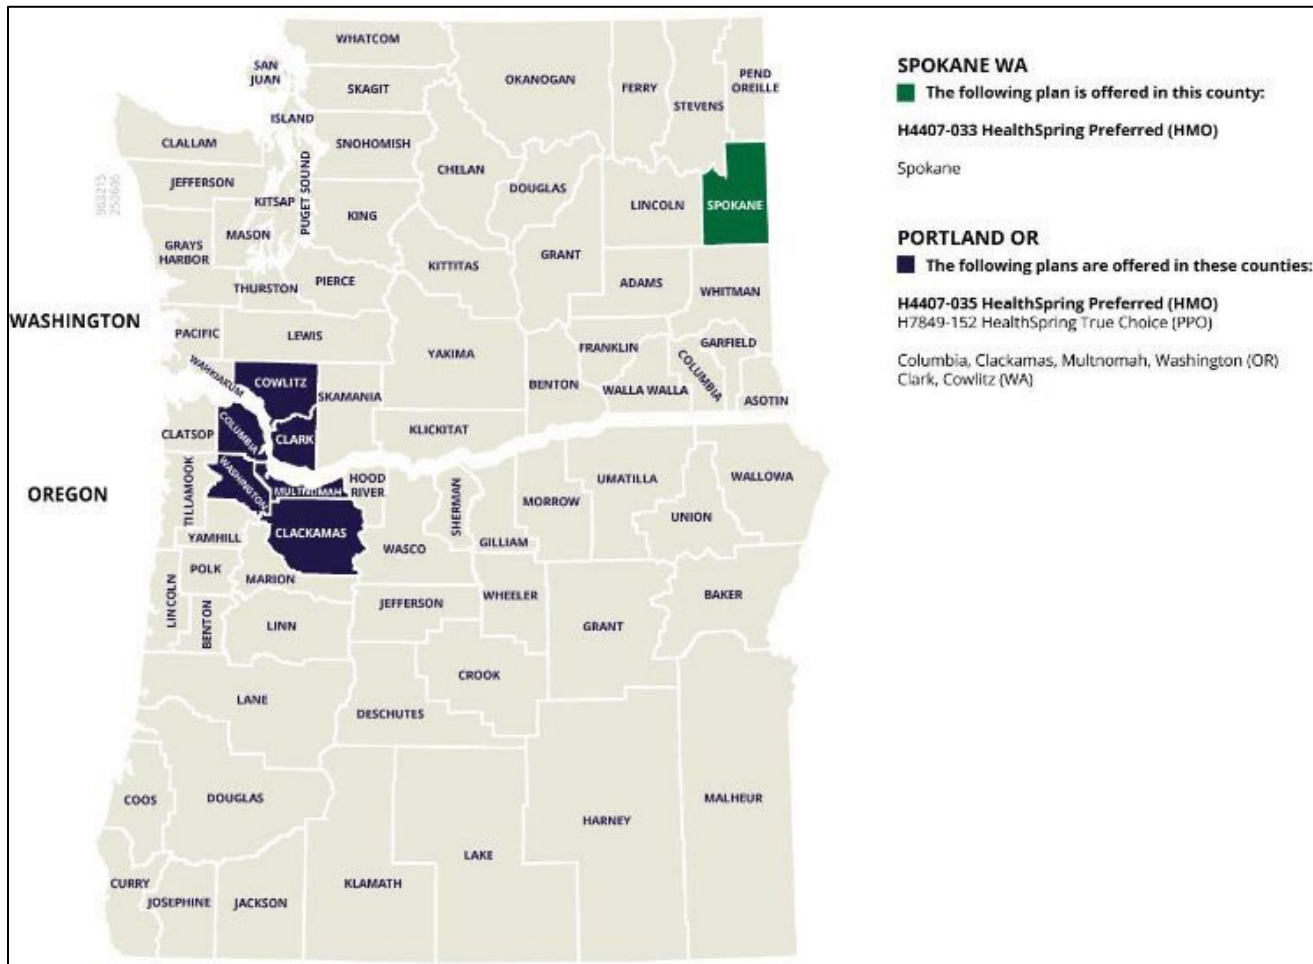 WHATCOM
SAN
JUAN
SKAGIT
ISLAND
OKANOGAN
FERRY
STEVENS
PEND
OREILLE
CLALLAM
SNOHOMISH
JEFFERSON
CHELAN
DOUGLAS
KITSAP
PUGET SOUND
KING
LINCOLN
SPOKANE
963215
250606
MASON
GRAYS
HARBOR
KITTITAS
GRANT
THURSTON
PIERCE
ADAMS
WHITMAN
WASHINGTON
PACIFIC
LEWIS
YAKIMA
FRANKLIN
GARFIELD
COLUMBIA
WAHKIAKUM
COWLITZ
SKAMANIA
BENTON
WALLA WALLA
ASOTIN
CLATSOP
COLUMBIA
CLARK
KLICKITAT
OREGON
TILLAMOOK
WASHINGTON
MULTNOMAH
HOOD
RIVER
SHERMAN
MORROW
UMATILLA
WALLOWA
UNION
YAMHILL
CLACKAMAS
WASCO
GILLIAM
POLK
MARION
LINCOLN
BENTON
JEFFERSON
WHEELER
BAKER
LINN
GRANT
CROOK
LANE
DESCHUTES
COOS
DOUGLAS
MALHEUR
HARNEY
LAKE
CURRY
JOSEPHINE
JACKSON
KLAMATH
SPOKANE WA
The following plan is offered in this county:
H4407-033 HealthSpring Preferred (HMO)
Spokane
PORTLAND OR
The following plans are offered in these counties:
H4407-035 HealthSpring Preferred (HMO)
H7849-152 HealthSpring True Choice (PPO)
Columbia, Clackamas, Multnomah, Washington (OR)
Clark, Cowlitz (WA)